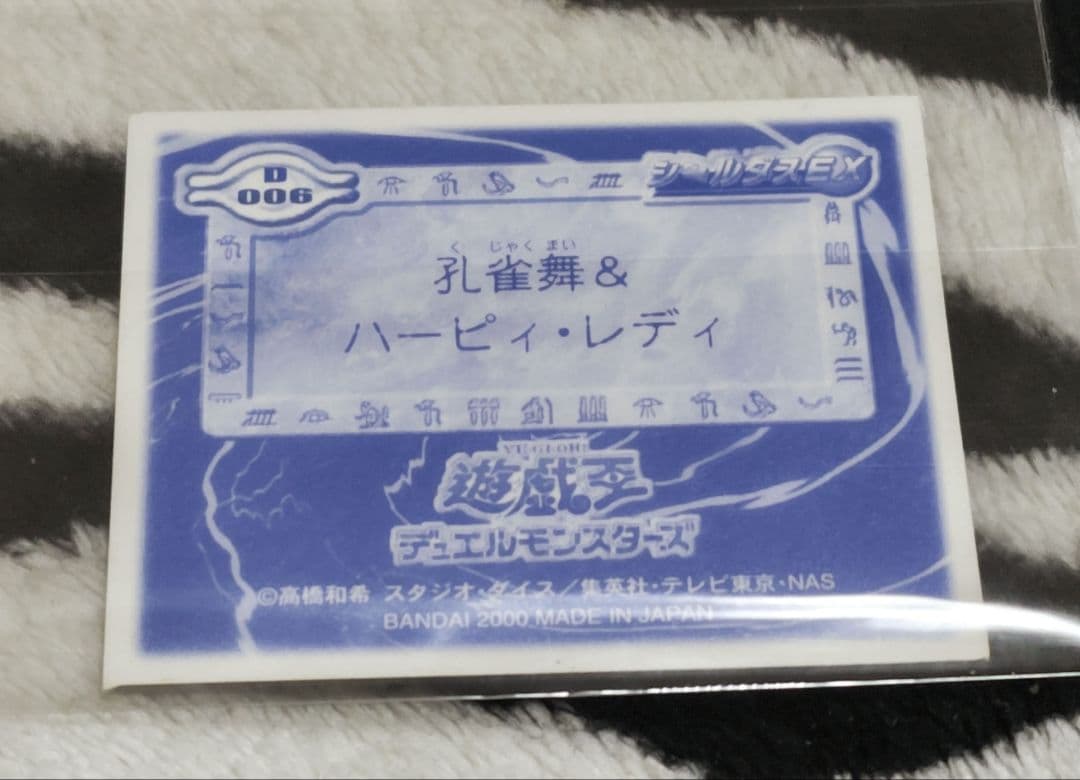 D
006
シールダスEX
く じゃく まい
孔雀舞&
ハーピィ・レディ
YU-GI-OH!
遊戯王
デュエルモンスターズ
©高橋和希 スタジオ・ダイス／集英社・テレビ東京・NAS
BANDAI 2000 MADE IN JAPAN